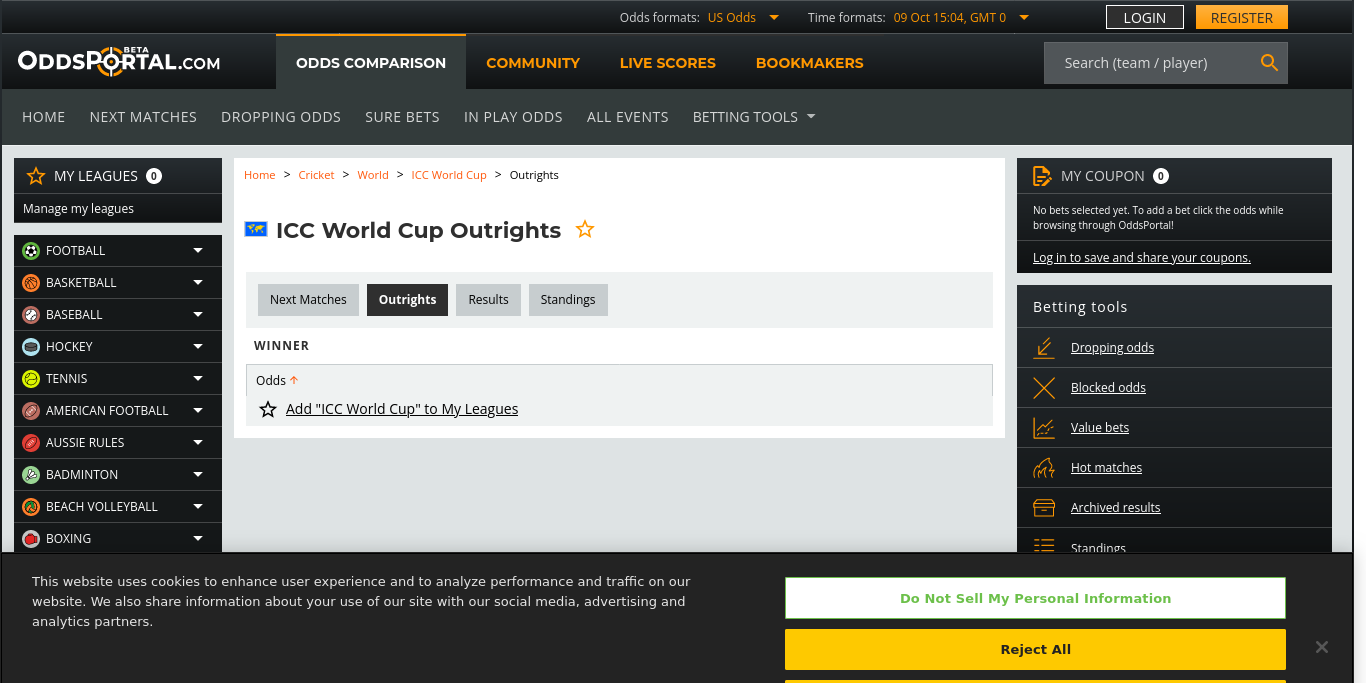 Odds formats: US Odds Time formats: 09 Oct 15:04, GMT 0 LOGIN REGISTER
ODDSPORTAL.COM BETA
ODDS COMPARISON COMMUNITY LIVE SCORES BOOKMAKERS Search (team / player)
HOME NEXT MATCHES DROPPING ODDS SURE BETS IN PLAY ODDS ALL EVENTS BETTING TOOLS
MY LEAGUES 0
Manage my leagues
FOOTBALL
BASKETBALL
BASEBALL
HOCKEY
TENNIS
AMERICAN FOOTBALL
AUSSIE RULES
BADMINTON
BEACH VOLLEYBALL
BOXING
Home > Cricket > World > ICC World Cup > Outrights
ICC World Cup Outrights
Next Matches Outrights Results Standings
WINNER
Odds
Add "ICC World Cup" to My Leagues
MY COUPON 0
No bets selected yet. To add a bet click the odds while
browsing through OddsPortal!
Log in to save and share your coupons.
Betting tools
Dropping odds
Blocked odds
Value bets
Hot matches
Archived results
Standings
This website uses cookies to enhance user experience and to analyze performance and traffic on our
website. We also share information about your use of our site with our social media, advertising and
analytics partners.
Do Not Sell My Personal Information
Reject All